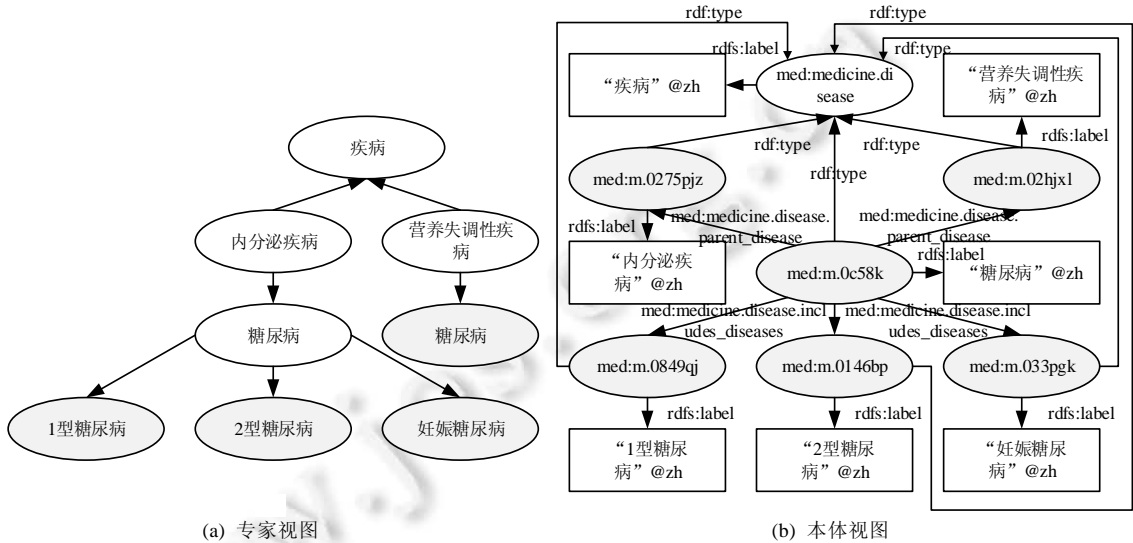 疾病
内分泌疾病
营养失调性疾
病
糖尿病
糖尿病
1型糖尿病
2型糖尿病
妊娠糖尿病
(a) 专家视图
rdf:type
rdf:type
rdf:type
rdfs:label
“疾病”@zh
med:medicine.di
sease
“营养失调性疾
病”@zh
rdfs:label
rdf:type
rdf:type
rdf:type
med:m.0275pjz
med:m.02hjxl
rdfs:label
med:medicine.disease.
parent_disease
med:medicine.disease.
parent_disease
“内分泌疾
病”@zh
med:m.0c58k
rdfs:label
“糖尿病”@zh
med:medicine.disease.incl
udes_diseases
med:medicine.disease.incl
udes_diseases
med:m.0849qj
med:m.0146bp
med:m.033pgk
rdfs:label
rdfs:label
rdfs:label
“1型糖尿
病”@zh
“2型糖尿
病”@zh
“妊娠糖尿
病”@zh
(b) 本体视图